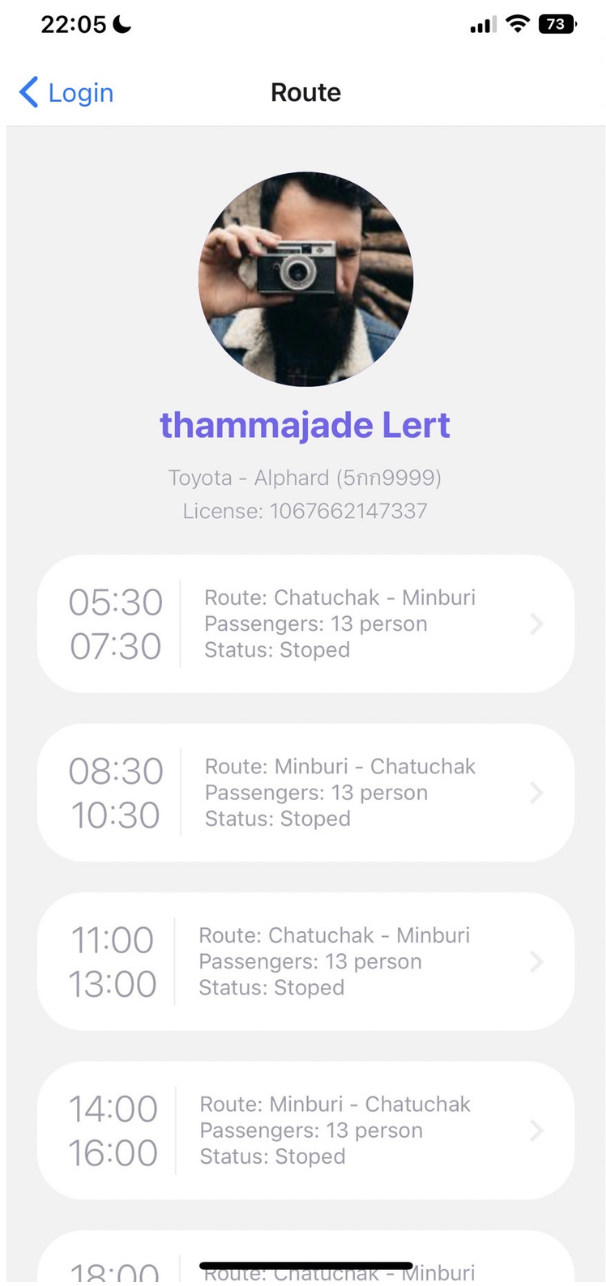 22:05
73
Login
Route
thammajade Lert
Toyota - Alphard (5กก9999)
License: 1067662147337
05:30
07:30
Route: Chatuchak - Minburi
Passengers: 13 person
Status: Stoped
08:30
10:30
Route: Minburi - Chatuchak
Passengers: 13 person
Status: Stoped
11:00
13:00
Route: Chatuchak - Minburi
Passengers: 13 person
Status: Stoped
14:00
16:00
Route: Minburi - Chatuchak
Passengers: 13 person
Status: Stoped
18:00
Route: Chatuchak - Minburi